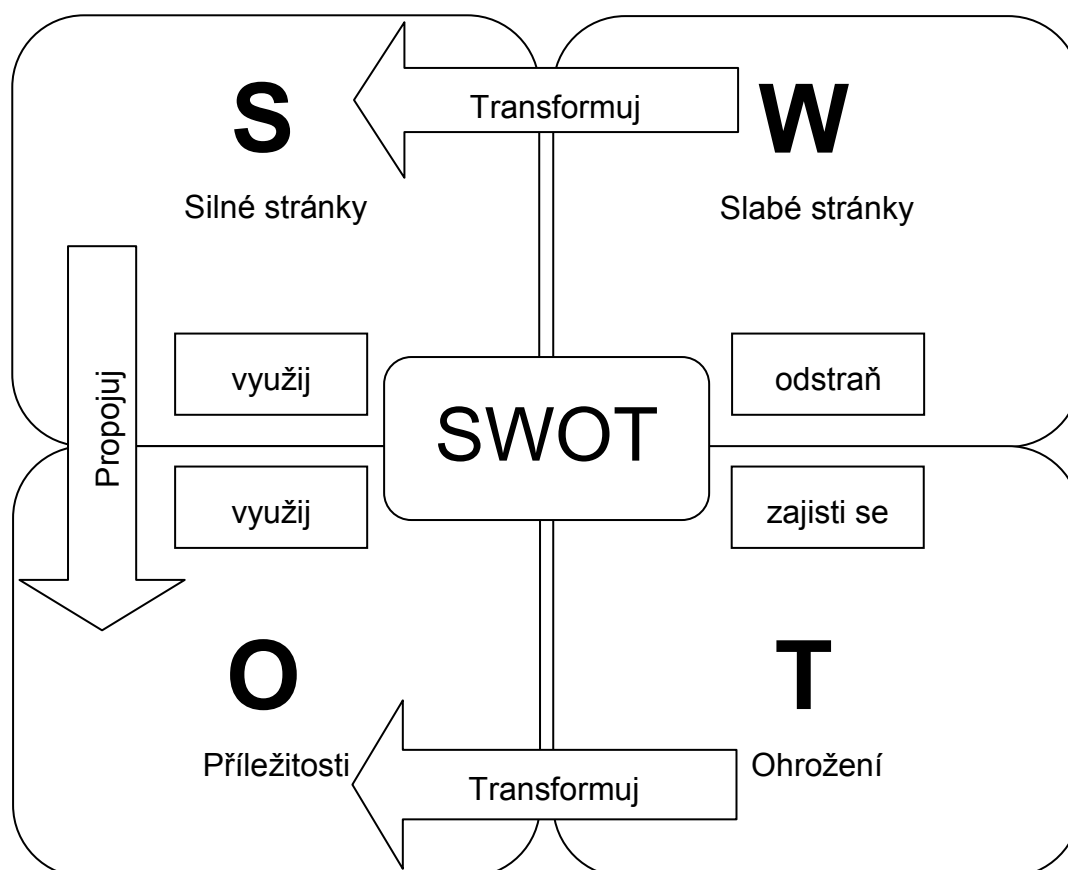 S
Transformuj
W
Silné stránky
Slabé stránky
Propojuj
využij
odstraň
SWOT
využij
zajisti se
O
T
Příležitosti
Ohrožení
Transformuj